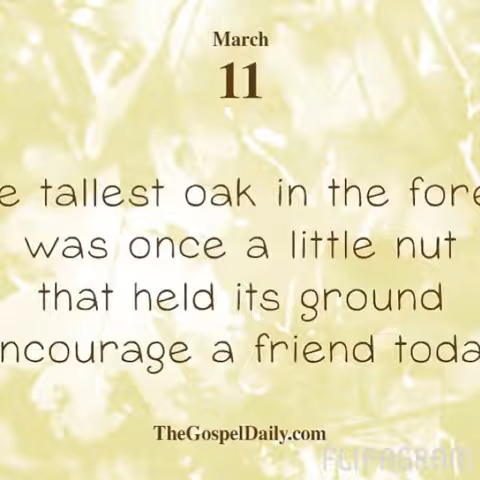 March
11
e tallest oak in the fore
was once a little nut
that held its ground
ncourage a friend toda
TheGospelDaily.com
FLIPAGRAM